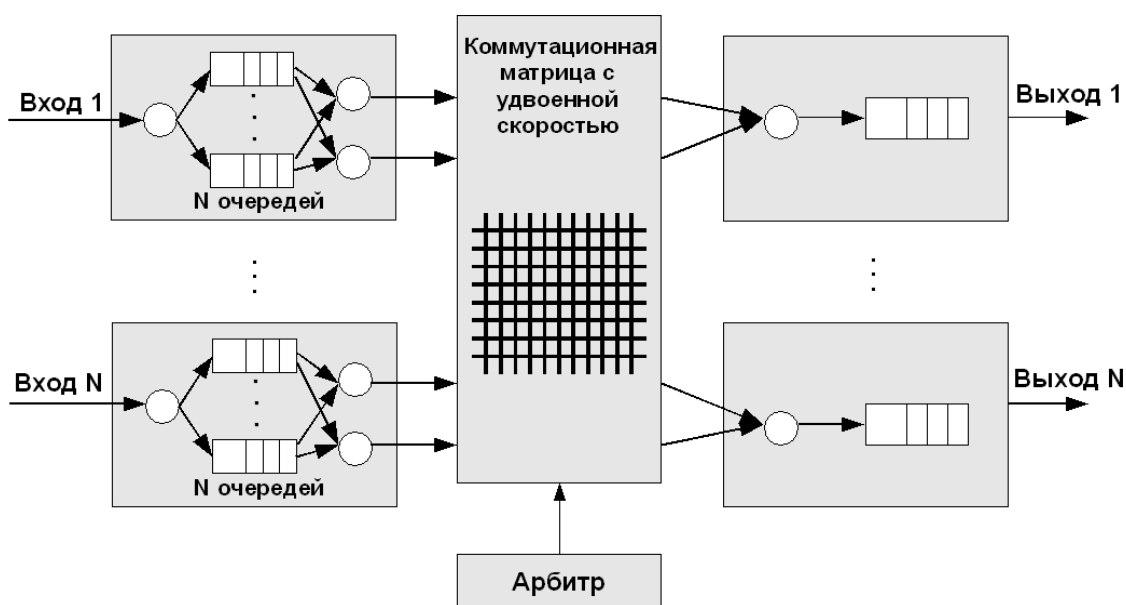 Коммутационная
матрица с
удвоенной
скоростью
Вход 1
N очередей
Выход 1
Вход N
N очередей
Выход N
Арбитр